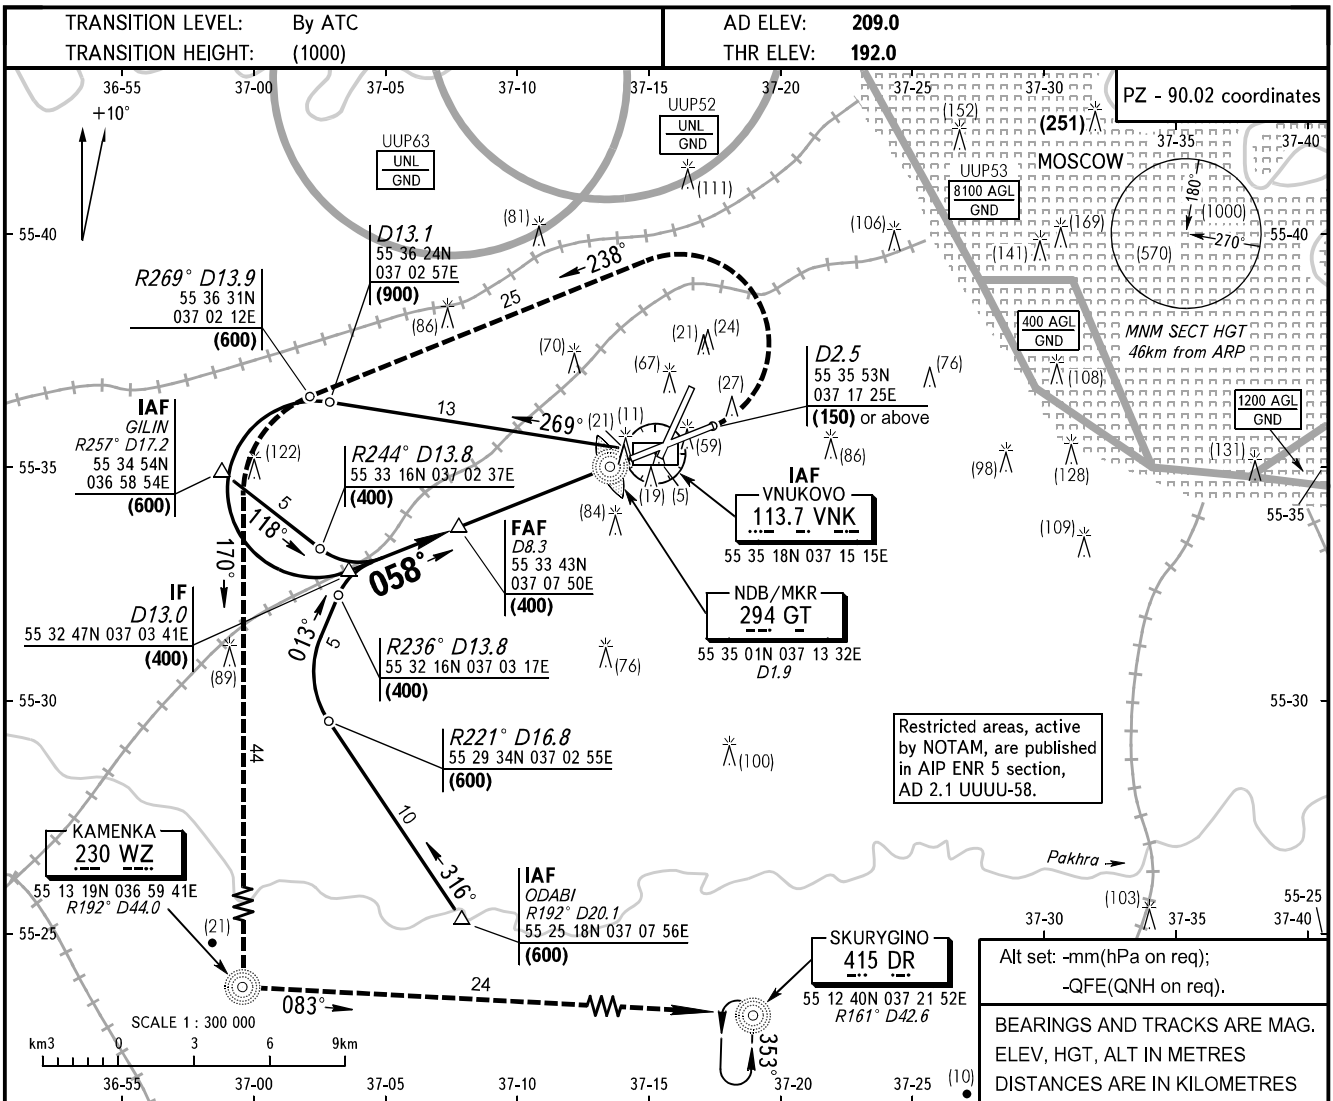 TRANSITION LEVEL: By ATC
TRANSITION HEIGHT: (1000)
AD ELEV: 209.0
THR ELEV: 192.0
36-55
37-00
37-05
37-10
37-15
37-20
37-25
37-30
PZ - 90.02 coordinates
37-35
37-40
+10°
UUP63
UNL
GND
UUP52
UNL
GND
(111)
(152)
(251)
MOSCOW
UUP53
8100 AGL
GND
(169)
(141)
(106)
(81)
180°
(1000)
270°
(570)
MNM SECT HGT
46km from ARP
55-40
55-40
D13.1
55 36 24N
037 02 57E
(900)
R269° D13.9
55 36 31N
037 02 12E
(600)
238°
25
(86)
(70)
(21)
(24)
(67)
(27)
D2.5
55 35 53N
037 17 25E
(150) or above
(76)
400 AGL
GND
(108)
1200 AGL
GND
(131)
13
269°
(21)
(11)
(59)
(19)
(5)
(86)
(98)
(128)
IAF
GILIN
R257° D17.2
55 34 54N
036 58 54E
(600)
55-35
(122)
R244° D13.8
55 33 16N 037 02 37E
(400)
5
118°
170°
058°
FAF
D8.3
55 33 43N
037 07 50E
(400)
(84)
IAF
VNUKOVO
113.7 VNK
55 35 18N 037 15 15E
55-35
(109)
NDB/MKR
294 GT
55 35 01N 037 13 32E
D1.9
IF
D13.0
55 32 47N 037 03 41E
(400)
013°
5
R236° D13.8
55 32 16N 037 03 17E
(400)
(89)
(76)
55-30
55-30
44
R221° D16.8
55 29 34N 037 02 55E
(600)
(100)
Restricted areas, active
by NOTAM, are published
in AIP ENR 5 section,
AD 2.1 UUUU-58.
10
316°
KAMENKA
230 WZ
55 13 19N 036 59 41E
R192° D44.0
(21)
IAF
ODABI
R192° D20.1
55 25 18N 037 07 56E
(600)
Pakhra
(103)
55-25
37-30
37-35
37-40
55-25
SKURYGINO
415 DR
55 12 40N 037 21 52E
R161° D42.6
083°
24
353°
SCALE 1 : 300 000
km3 0 3 6 9km
Alt set: -mm(hPa on req);
-QFE(QNH on req).
BEARINGS AND TRACKS ARE MAG.
ELEV, HGT, ALT IN METRES
DISTANCES ARE IN KILOMETRES
36-55
37-00
37-05
37-10
37-15
37-20
37-25
(10)